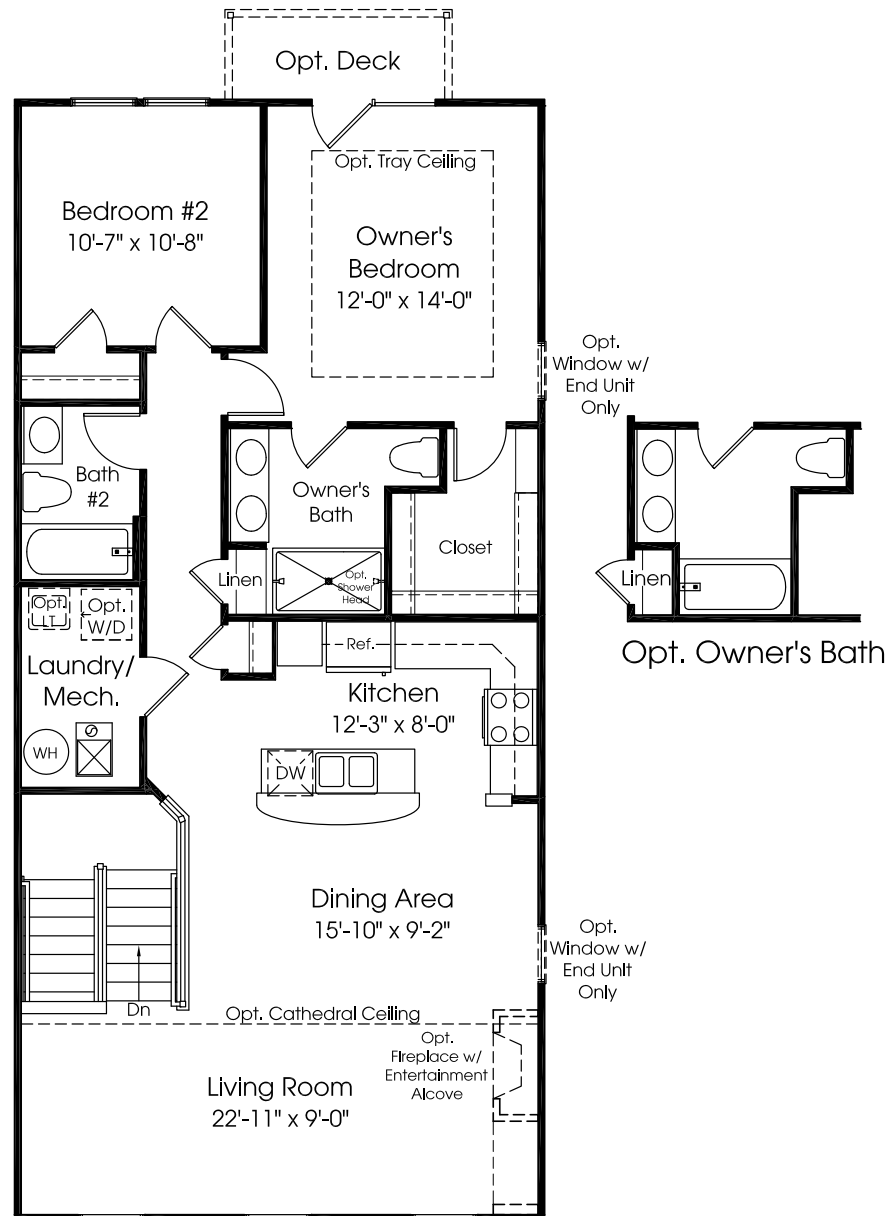 Opt. Deck
Opt. Tray Ceiling
Bedroom #2
10'-7" x 10'-8"
Owner's
Bedroom
12'-0" x 14'-0"
Opt.
Window w/
End Unit
Only
Bath
#2
Owner's
Bath
Closet
Linen
Opt.
Shower
Head
Linen
Opt. Owner's Bath
Opt.
LT
Opt.
W/D
Ref.
Laundry/
Mech.
Kitchen
12'-3" x 8'-0"
WH
S
DW
Dining Area
15'-10" x 9'-2"
Opt.
Window w/
End Unit
Only
Dn
Opt. Cathedral Ceiling
Opt.
Fireplace w/
Entertainment
Alcove
Living Room
22'-11" x 9'-0"